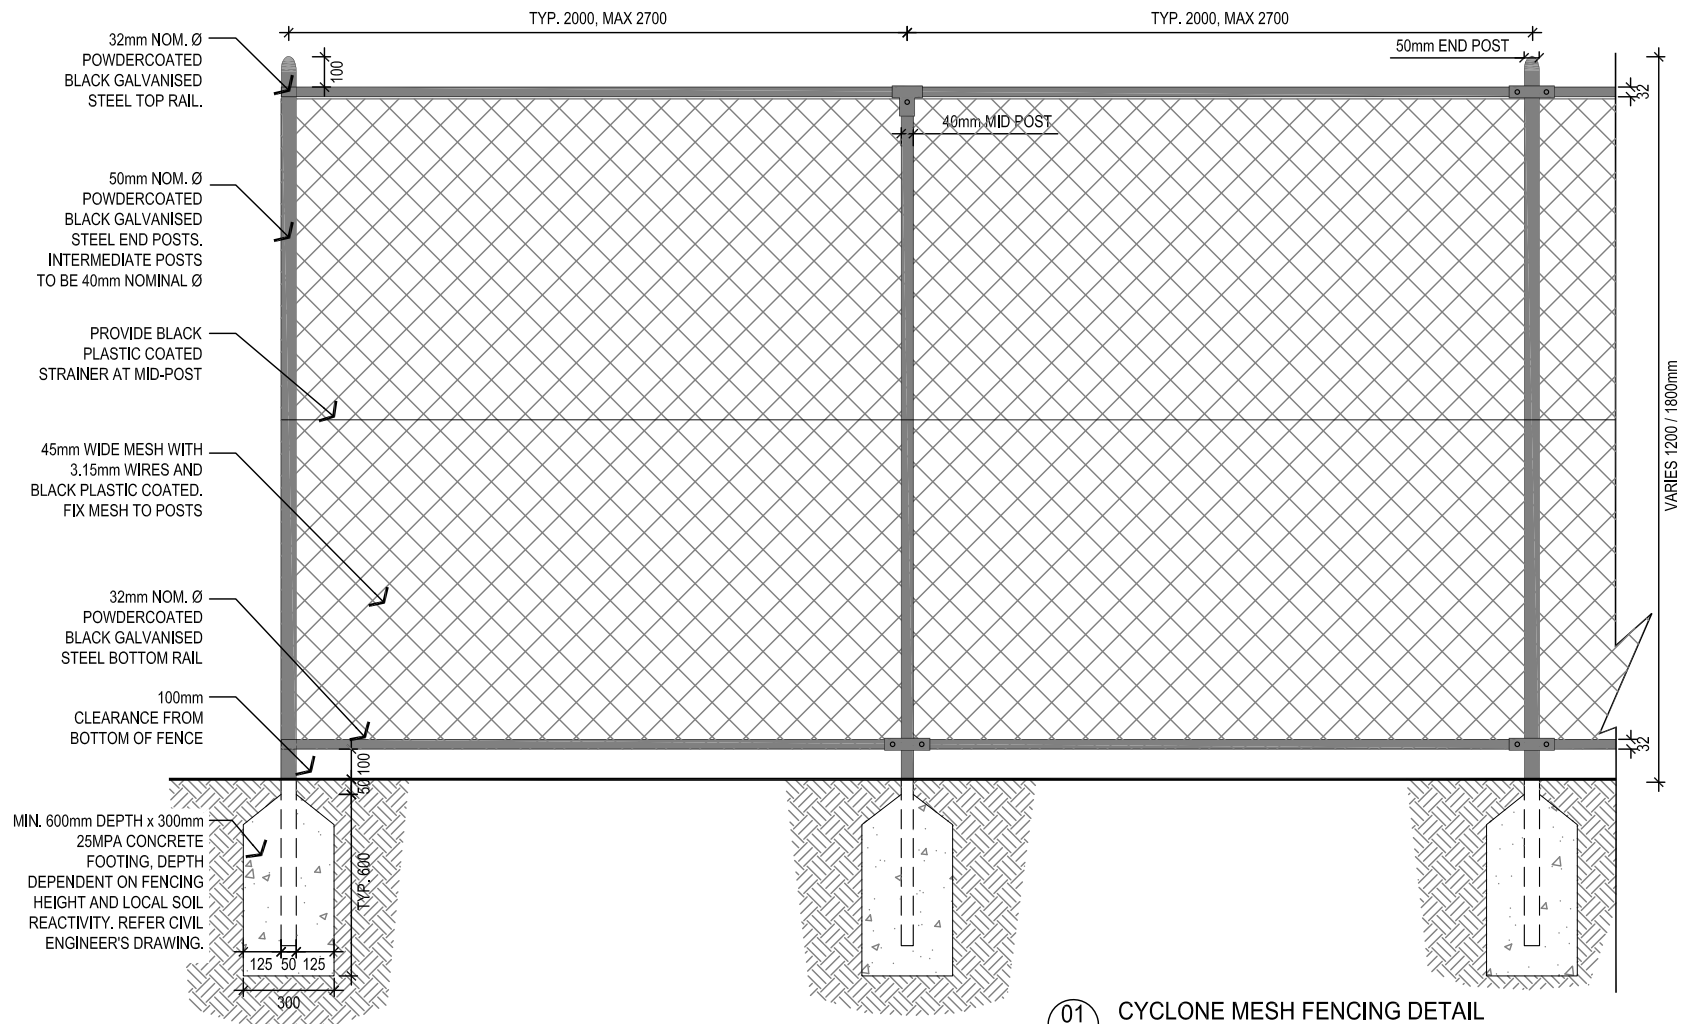 TYP. 2000, MAX 2700
TYP. 2000, MAX 2700
32mm NOM. Ø
POWDERCOATED
BLACK GALVANISED
STEEL TOP RAIL.
100
50mm END POST
32
40mm MID POST
50mm NOM. Ø
POWDERCOATED
BLACK GALVANISED
STEEL END POSTS.
INTERMEDIATE POSTS
TO BE 40mm NOMINAL Ø
PROVIDE BLACK
PLASTIC COATED
STRAINER AT MID-POST
VARIES 1200 / 1800mm
45mm WIDE MESH WITH
3.15mm WIRES AND
BLACK PLASTIC COATED.
FIX MESH TO POSTS
32mm NOM. Ø
POWDERCOATED
BLACK GALVANISED
STEEL BOTTOM RAIL
100mm
CLEARANCE FROM
BOTTOM OF FENCE
32
100
50
MIN. 600mm DEPTH x 300mm
25MPA CONCRETE
FOOTING, DEPTH
DEPENDENT ON FENCING
HEIGHT AND LOCAL SOIL
REACTIVITY. REFER CIVIL
ENGINEER'S DRAWING.
TYP. 600
125 50 125
300
01 CYCLONE MESH FENCING DETAIL